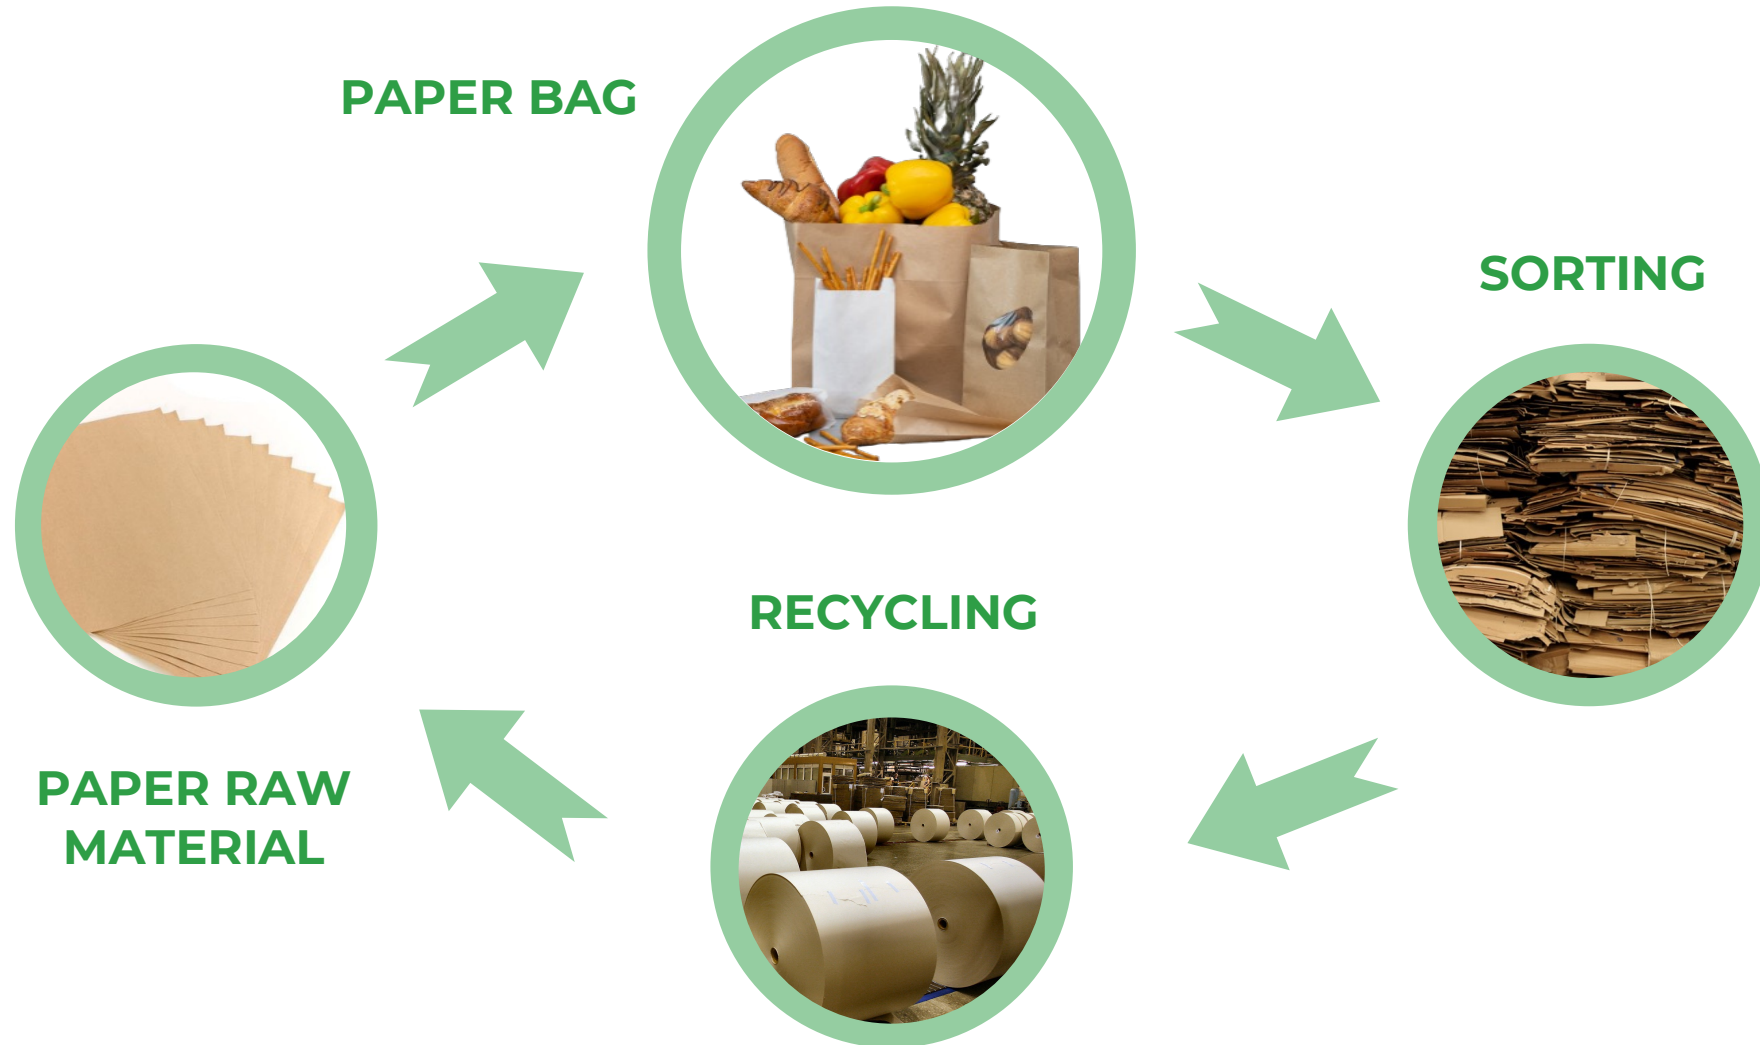 PAPER BAG
SORTING
RECYCLING
PAPER RAW
MATERIAL